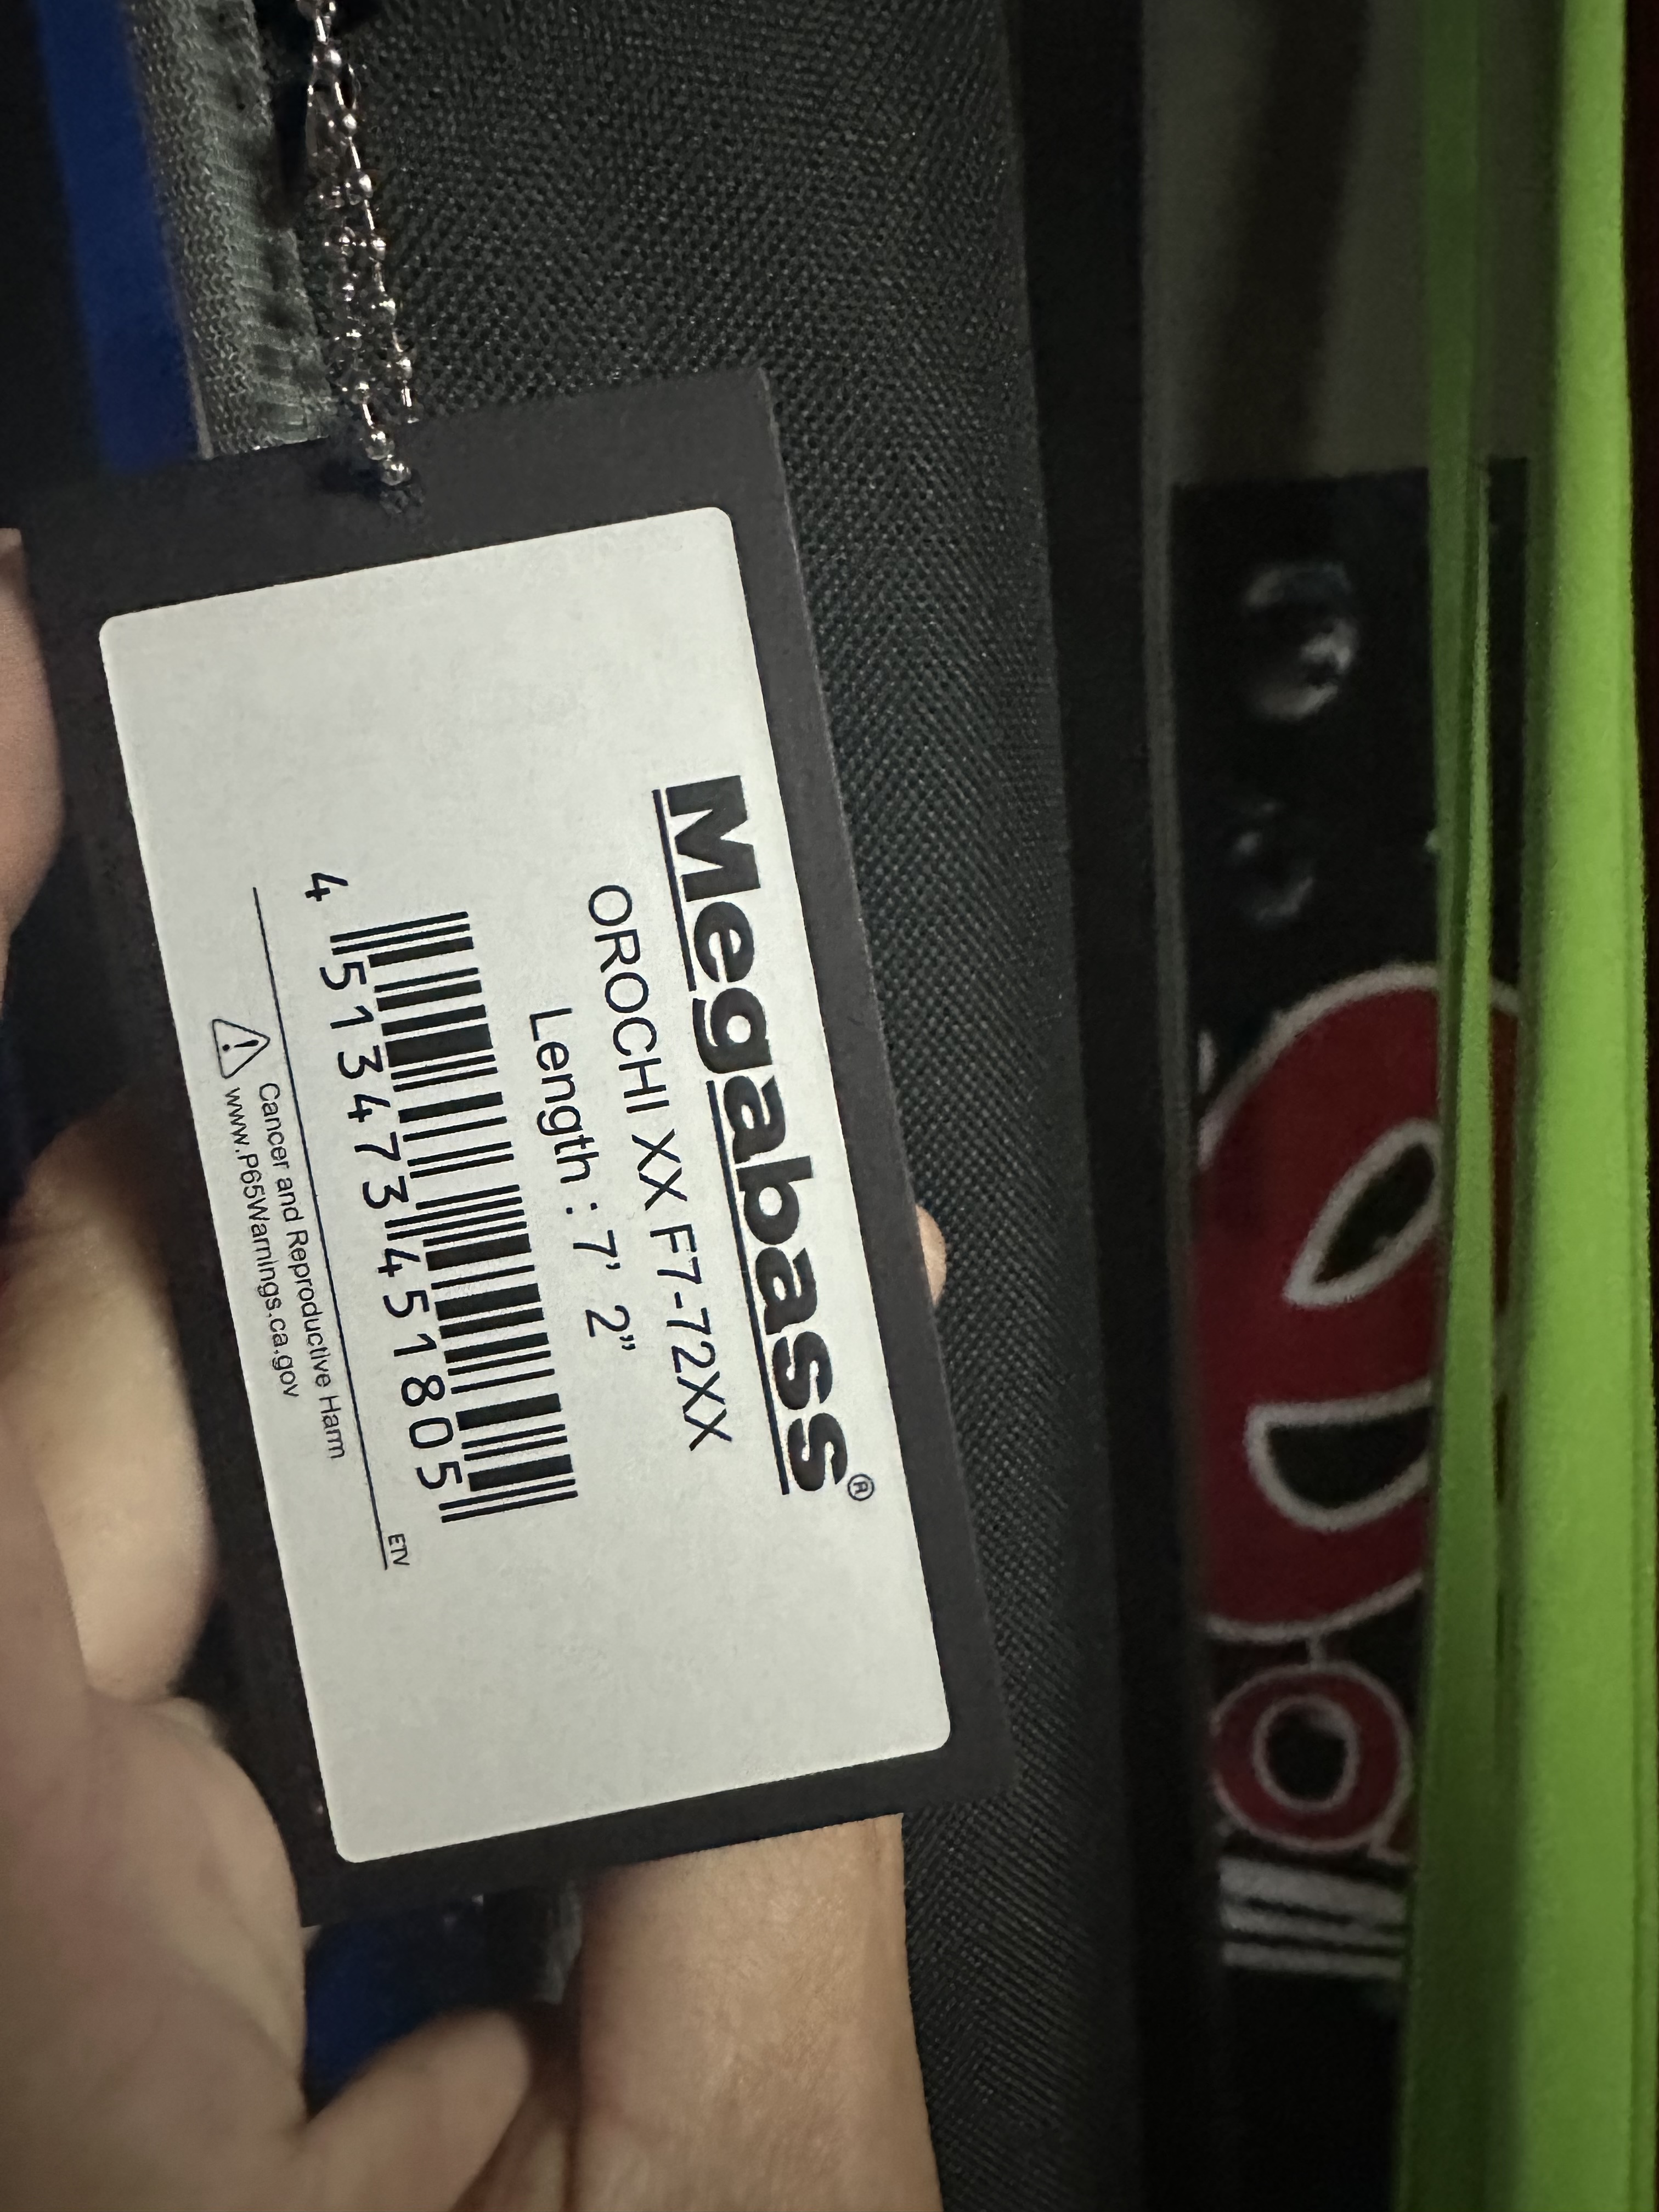 Megabass®
OROCHI XX F7-72XX
Length : 7' 2"
4 513473 451805
ETV
⚠ Cancer and Reproductive Harm
www.P65Warnings.ca.gov